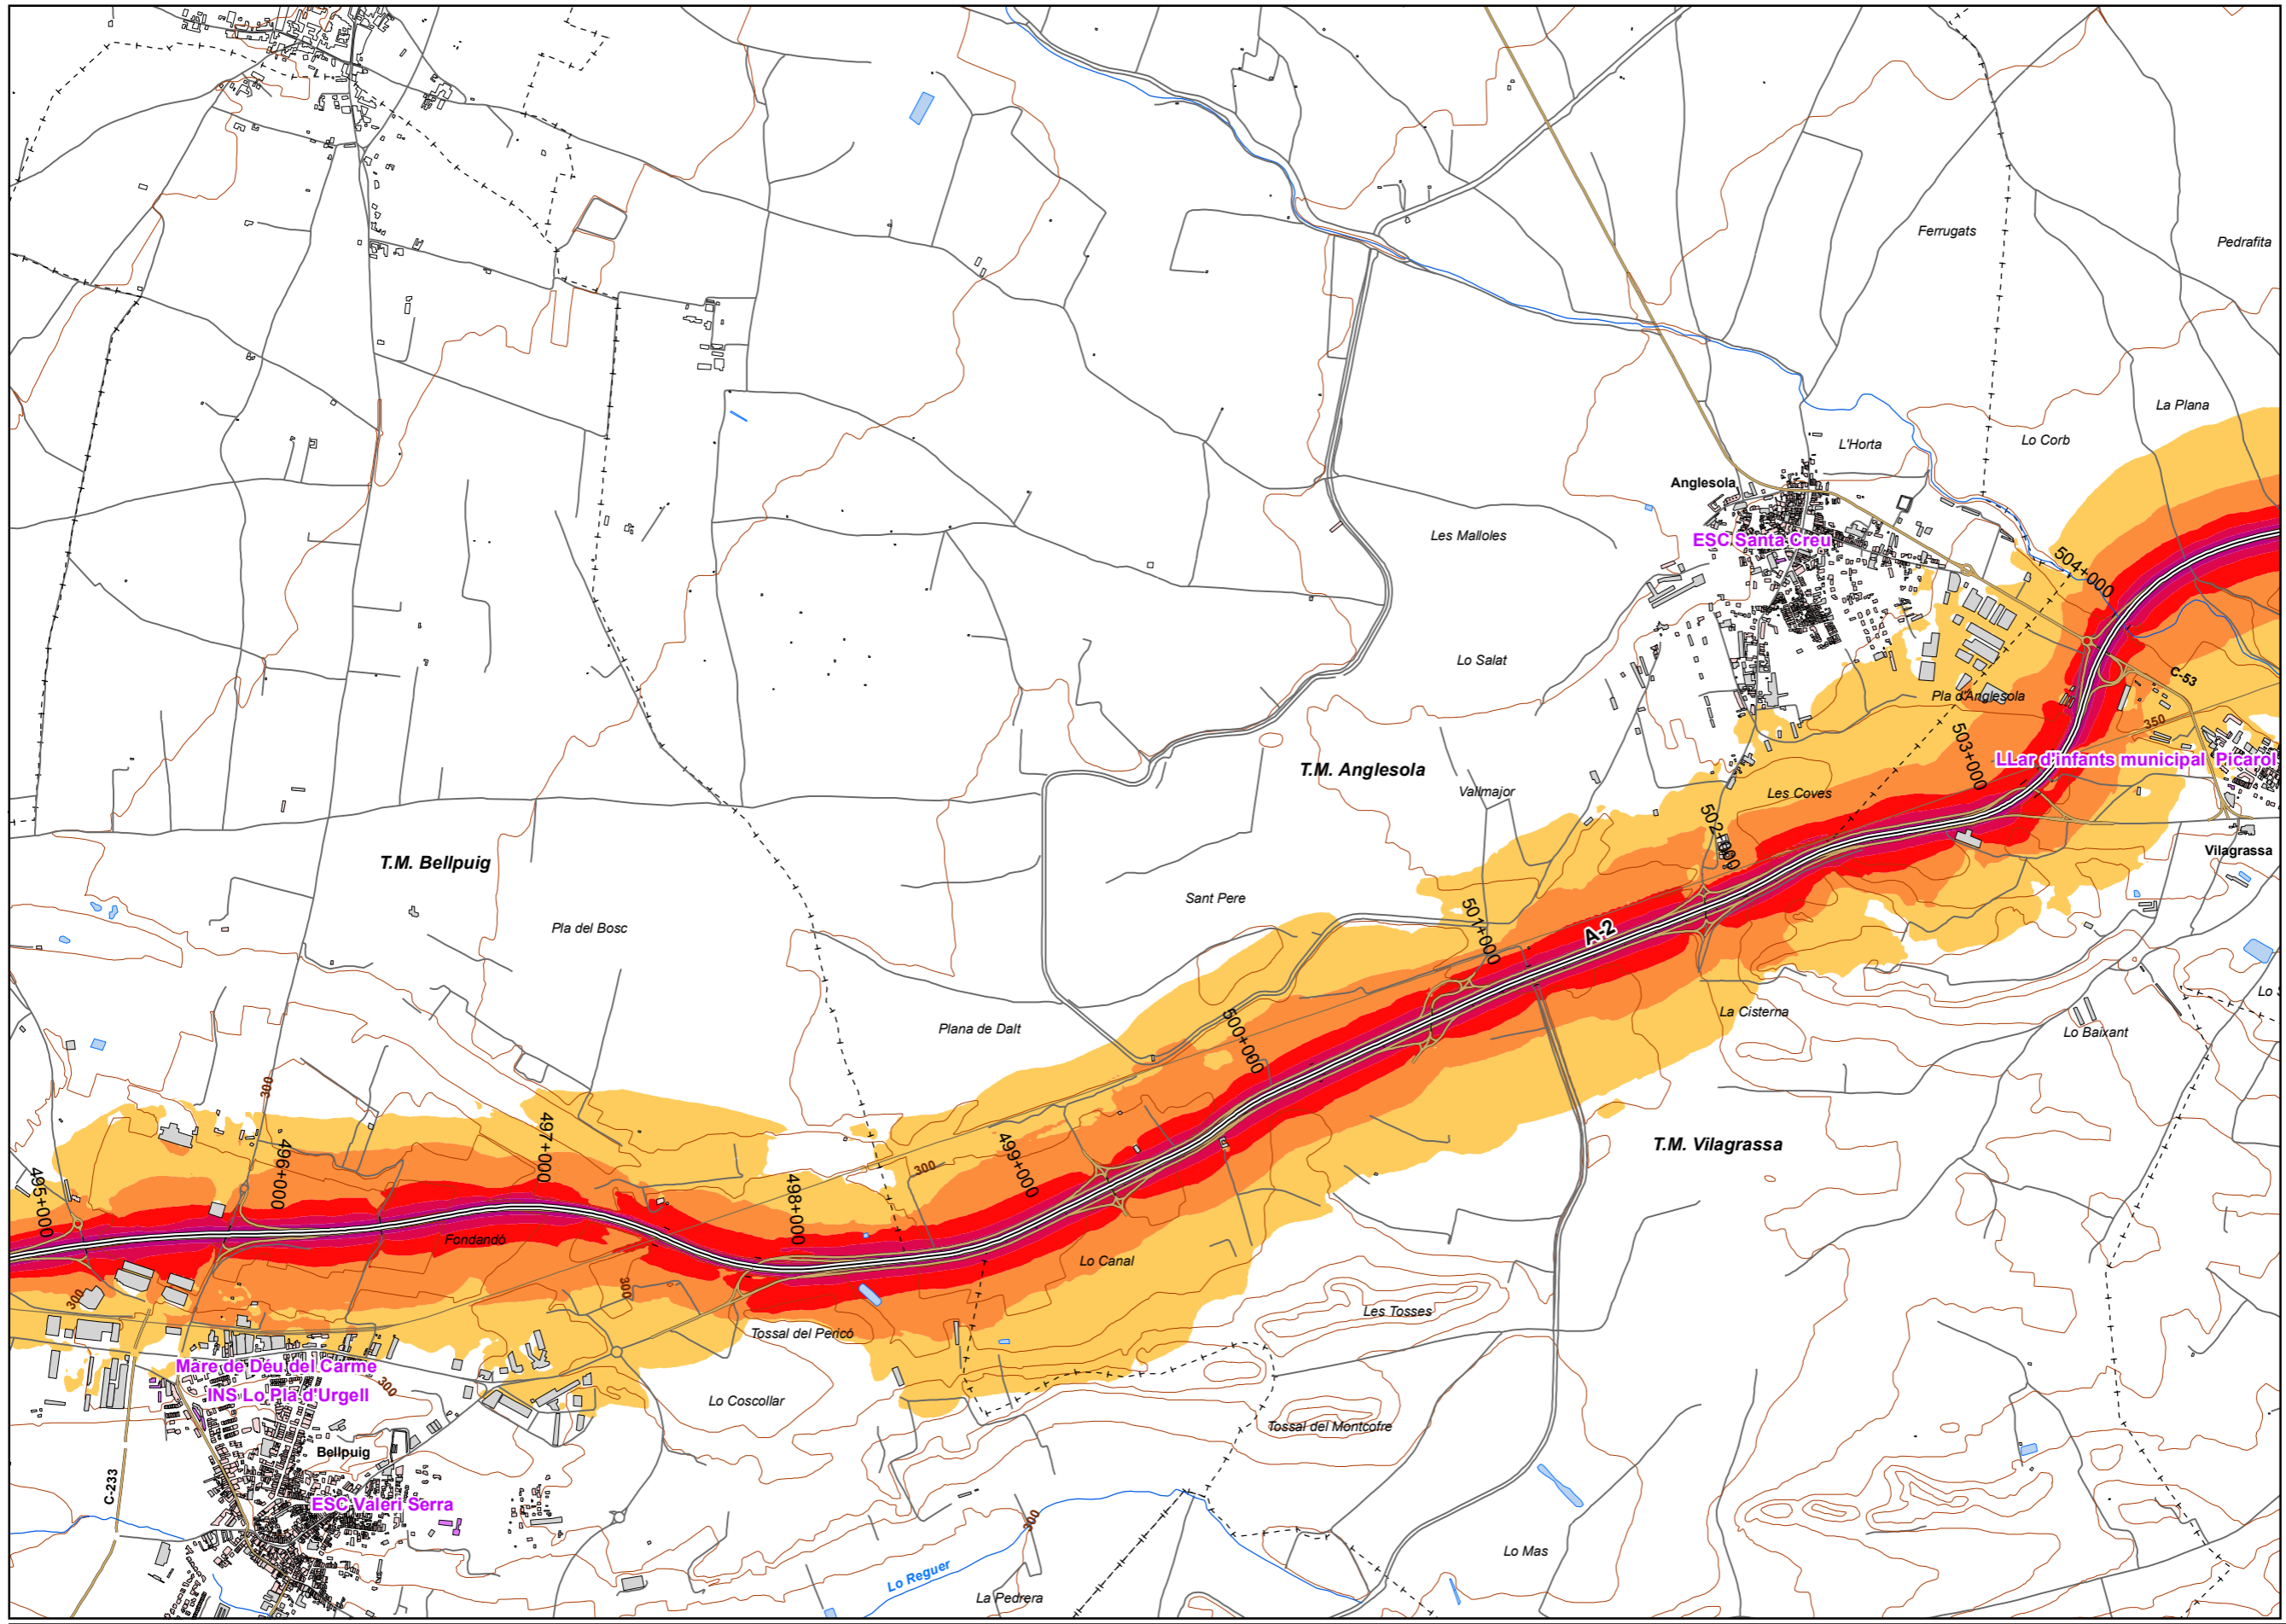 Ferrugats
Pedrafita
La Plana
Lo Corb
L'Horta
Anglesola
Les Malloles
ESC Santa Creu
504+000
Lo Salat
C-53
Pla d'Anglesola
350
503+000
LLar d'infants municipal Picarol
T.M. Anglesola
Vallmajor
Les Coves
502+000
Vilagrassa
T.M. Bellpuig
Sant Pere
501+000
A-2
Pla del Bosc
La Cisterna
Plana de Dalt
500+000
Lo Baixant
300
497+000
T.M. Vilagrassa
499+000
300
496+000
495+000
498+000
Fondandó
Lo Canal
300
300
Les Tosses
Tossal del Pericó
Mare de Déu del Carme
300
INS Lo Pla d'Urgell
Lo Coscollar
Tossal del Montcofre
Bellpuig
C-233
ESC Valeri Serra
300
Lo Mas
Lo Reguer
La Pedrera